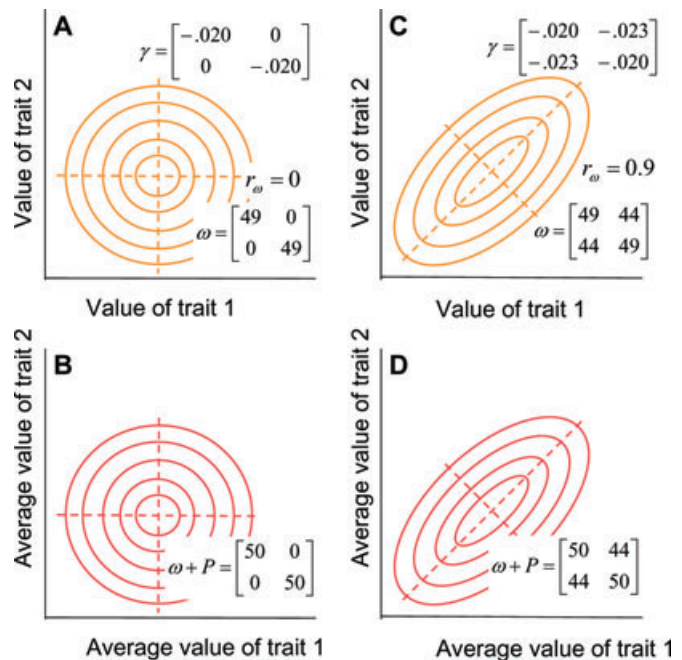 A
γ = [−.020 0
0 −.020]
Value of trait 2
r_ω = 0
ω = [49 0
0 49]
Value of trait 1
C
γ = [−.020 −.023
−.023 −.020]
Value of trait 2
r_ω = 0.9
ω = [49 44
44 49]
Value of trait 1
B
Average value of trait 2
ω + P = [50 0
0 50]
Average value of trait 1
D
Average value of trait 2
ω + P = [50 44
44 50]
Average value of trait 1